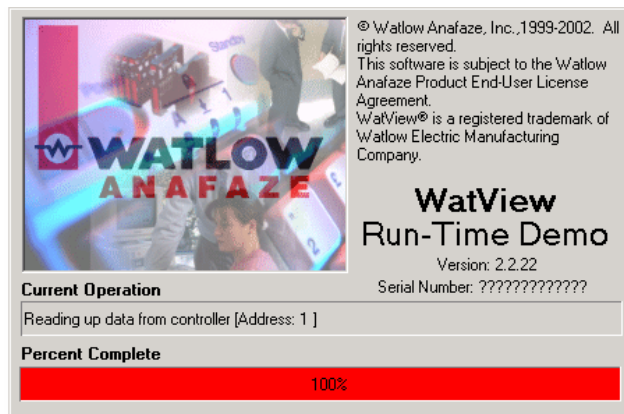 © Watlow Anafaze, Inc.,1999-2002. All
rights reserved.
This software is subject to the Watlow
Anafaze Product End-User License
Agreement.
WatView® is a registered trademark of
Watlow Electric Manufacturing
Company.
WATLOW
ANAFAZE
Standby
WatView
Run-Time Demo
Version: 2.2.22
Serial Number: ?????????????
Current Operation
Reading up data from controller [Address: 1 ]
Percent Complete
100%